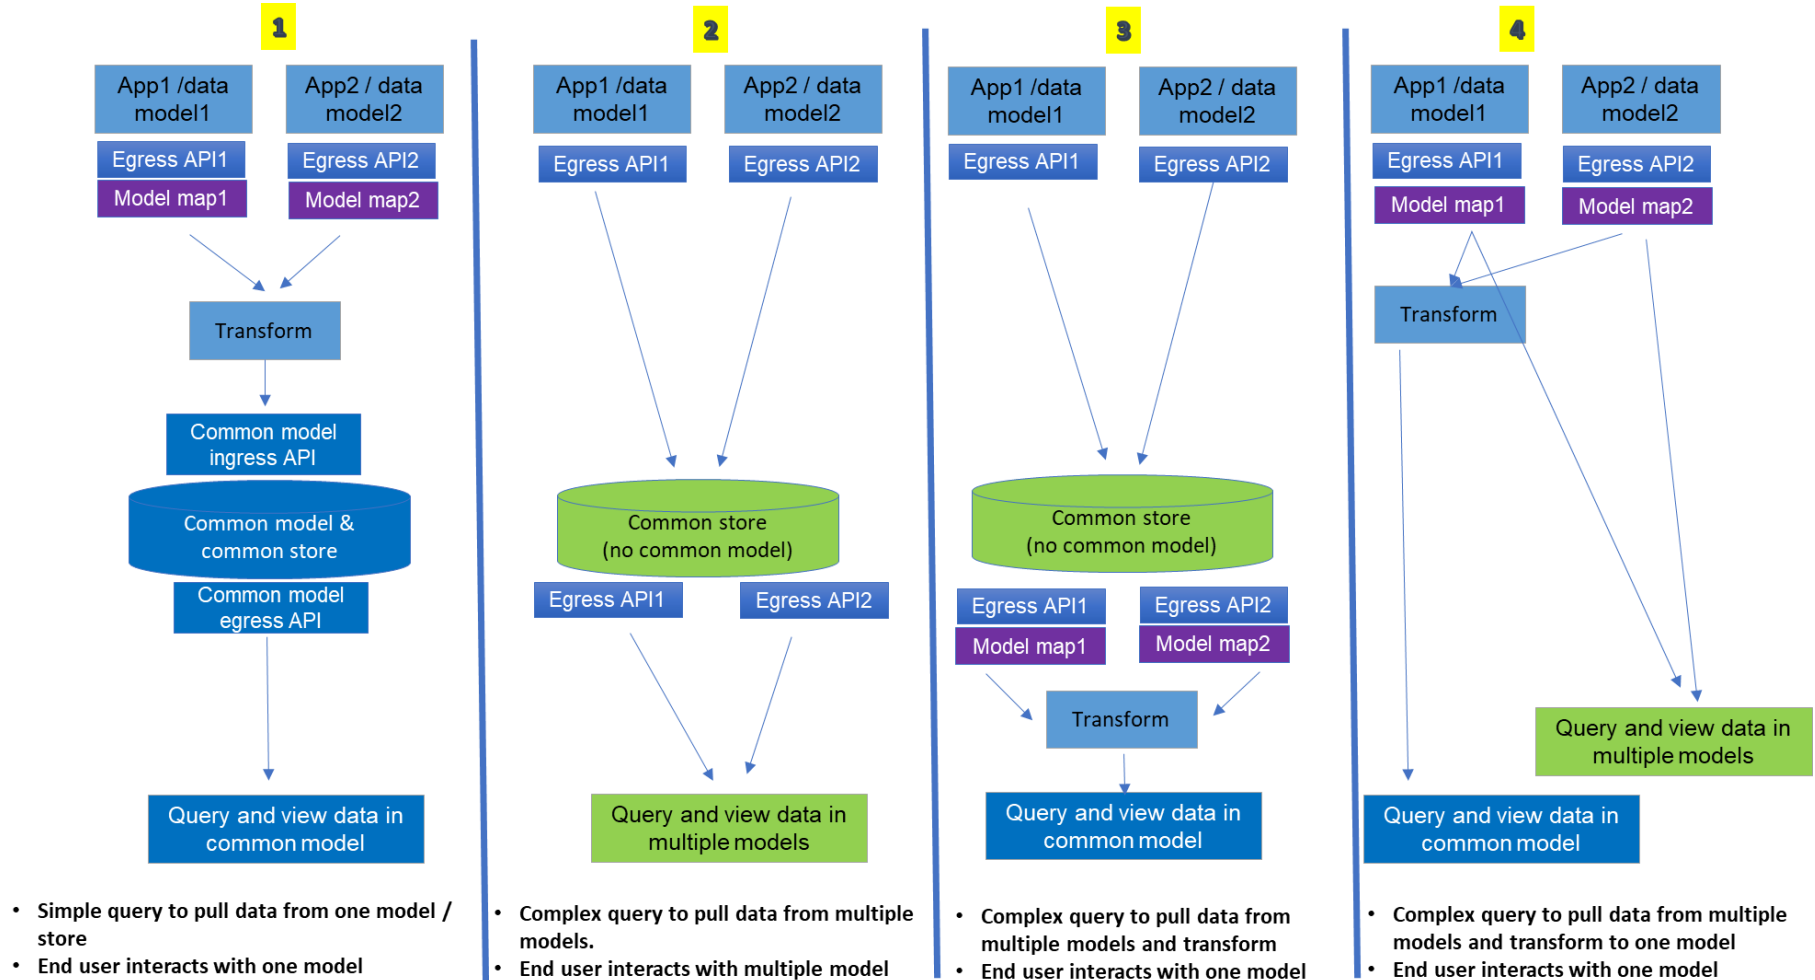 1
App1 /data
model1
App2 / data
model2
Egress API1
Egress API2
Model map1
Model map2
Transform
Common model
ingress API
Common model &
common store
Common model
egress API
Query and view data in
common model
• Simple query to pull data from one model /
store
• End user interacts with one model
2
App1 /data
model1
App2 / data
model2
Egress API1
Egress API2
Common store
(no common model)
Egress API1
Egress API2
Query and view data in
multiple models
• Complex query to pull data from multiple
models.
• End user interacts with multiple model
3
App1 /data
model1
App2 / data
model2
Egress API1
Egress API2
Common store
(no common model)
Egress API1
Egress API2
Model map1
Model map2
Transform
Query and view data in
common model
• Complex query to pull data from
multiple models and transform
• End user interacts with one model
4
App1 /data
model1
App2 / data
model2
Egress API1
Egress API2
Model map1
Model map2
Transform
Query and view data in
multiple models
Query and view data in
common model
• Complex query to pull data from multiple
models and transform to one model
• End user interacts with one model